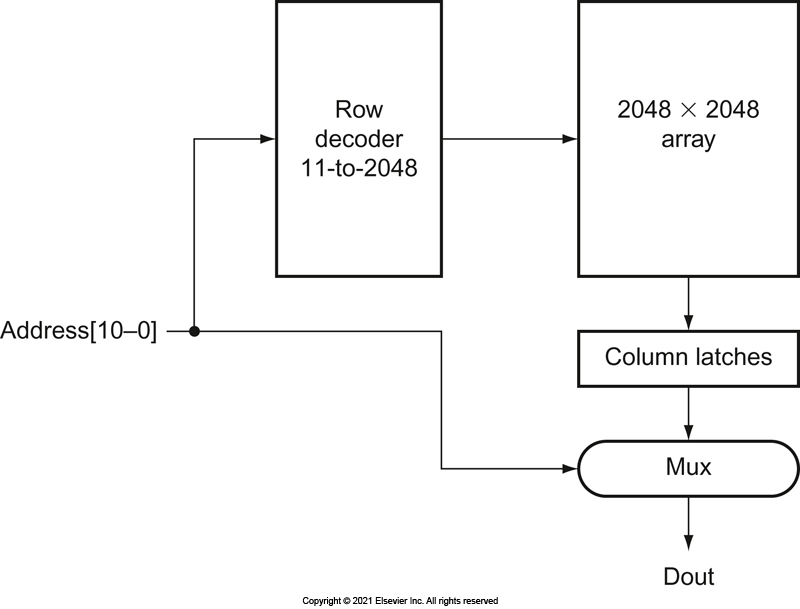 Row
decoder
11-to-2048
2048 × 2048
array
Address[10–0]
Column latches
Mux
Dout
Copyright © 2021 Elsevier Inc. All rights reserved